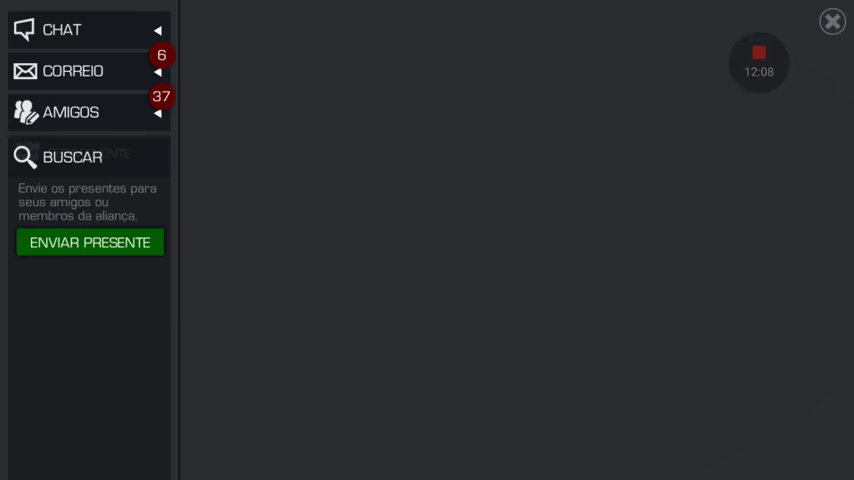 CHAT
6
CORREIO
37
AMIGOS
BUSCAR
Envie os presentes para
seus amigos ou
membros da aliança.
ENVIAR PRESENTE
12:08